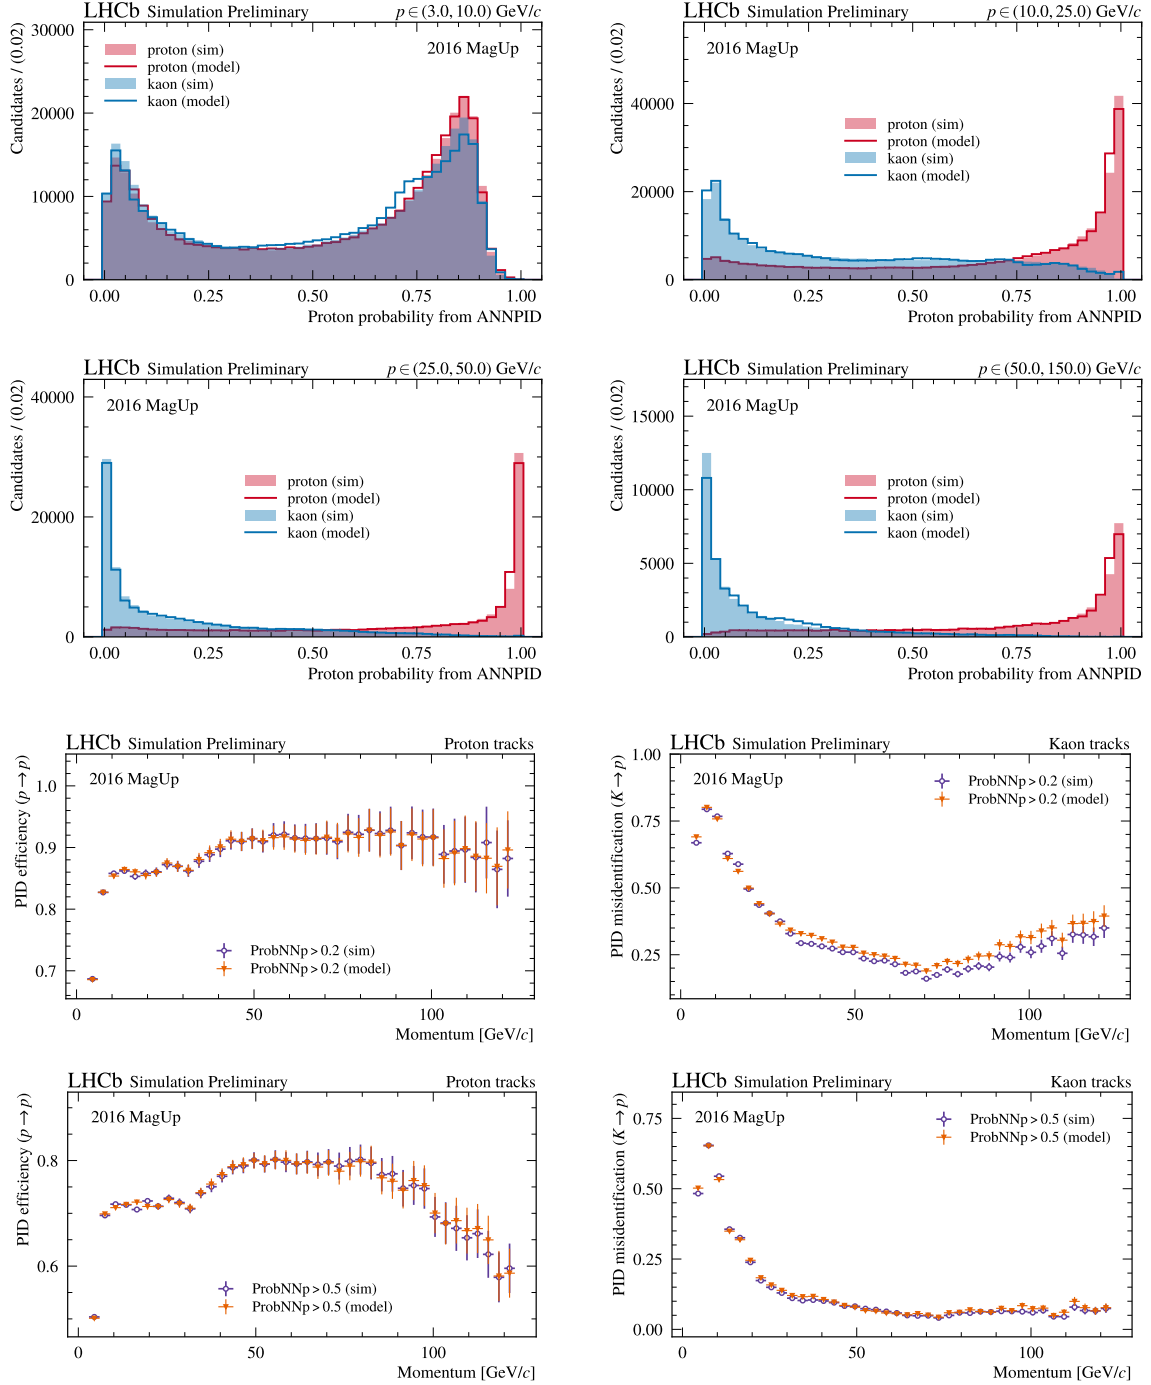 LHCb Simulation Preliminary p ∈ (3.0, 10.0) GeV/c
2016 MagUp
proton (sim)
proton (model)
kaon (sim)
kaon (model)
Candidates / (0.02)
30000
20000
10000
0
0.00 0.25 0.50 0.75 1.00
Proton probability from ANNPID
LHCb Simulation Preliminary p ∈ (10.0, 25.0) GeV/c
2016 MagUp
proton (sim)
proton (model)
kaon (sim)
kaon (model)
Candidates / (0.02)
40000
20000
0
0.00 0.25 0.50 0.75 1.00
Proton probability from ANNPID
LHCb Simulation Preliminary p ∈ (25.0, 50.0) GeV/c
2016 MagUp
proton (sim)
proton (model)
kaon (sim)
kaon (model)
Candidates / (0.02)
40000
20000
0
0.00 0.25 0.50 0.75 1.00
Proton probability from ANNPID
LHCb Simulation Preliminary p ∈ (50.0, 150.0) GeV/c
2016 MagUp
proton (sim)
proton (model)
kaon (sim)
kaon (model)
Candidates / (0.02)
15000
10000
5000
0
0.00 0.25 0.50 0.75 1.00
Proton probability from ANNPID
LHCb Simulation Preliminary Proton tracks
2016 MagUp
ProbNNp > 0.2 (sim)
ProbNNp > 0.2 (model)
PID efficiency (p → p)
1.0
0.9
0.8
0.7
0 50 100
Momentum [GeV/c]
LHCb Simulation Preliminary Kaon tracks
2016 MagUp
ProbNNp > 0.2 (sim)
ProbNNp > 0.2 (model)
PID misidentification (K → p)
1.00
0.75
0.50
0.25
0 50 100
Momentum [GeV/c]
LHCb Simulation Preliminary Proton tracks
2016 MagUp
ProbNNp > 0.5 (sim)
ProbNNp > 0.5 (model)
PID efficiency (p → p)
0.8
0.6
0 50 100
Momentum [GeV/c]
LHCb Simulation Preliminary Kaon tracks
2016 MagUp
ProbNNp > 0.5 (sim)
ProbNNp > 0.5 (model)
PID misidentification (K → p)
0.75
0.50
0.25
0.00
0 50 100
Momentum [GeV/c]